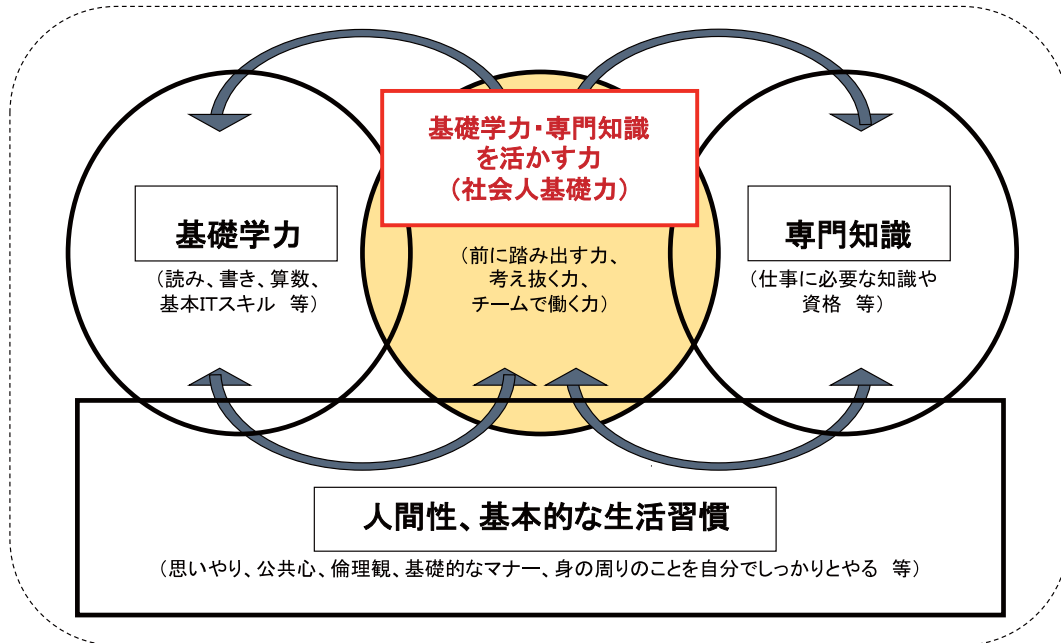 基礎学力・専門知識
を活かす力
（社会人基礎力）
基礎学力
（読み、書き、算数、
基本ITスキル　等）
（前に踏み出す力、
考え抜く力、
チームで働く力）
専門知識
（仕事に必要な知識や
資格　等）
人間性、基本的な生活習慣
（思いやり、公共心、倫理観、基礎的なマナー、身の周りのことを自分でしっかりとやる　等）